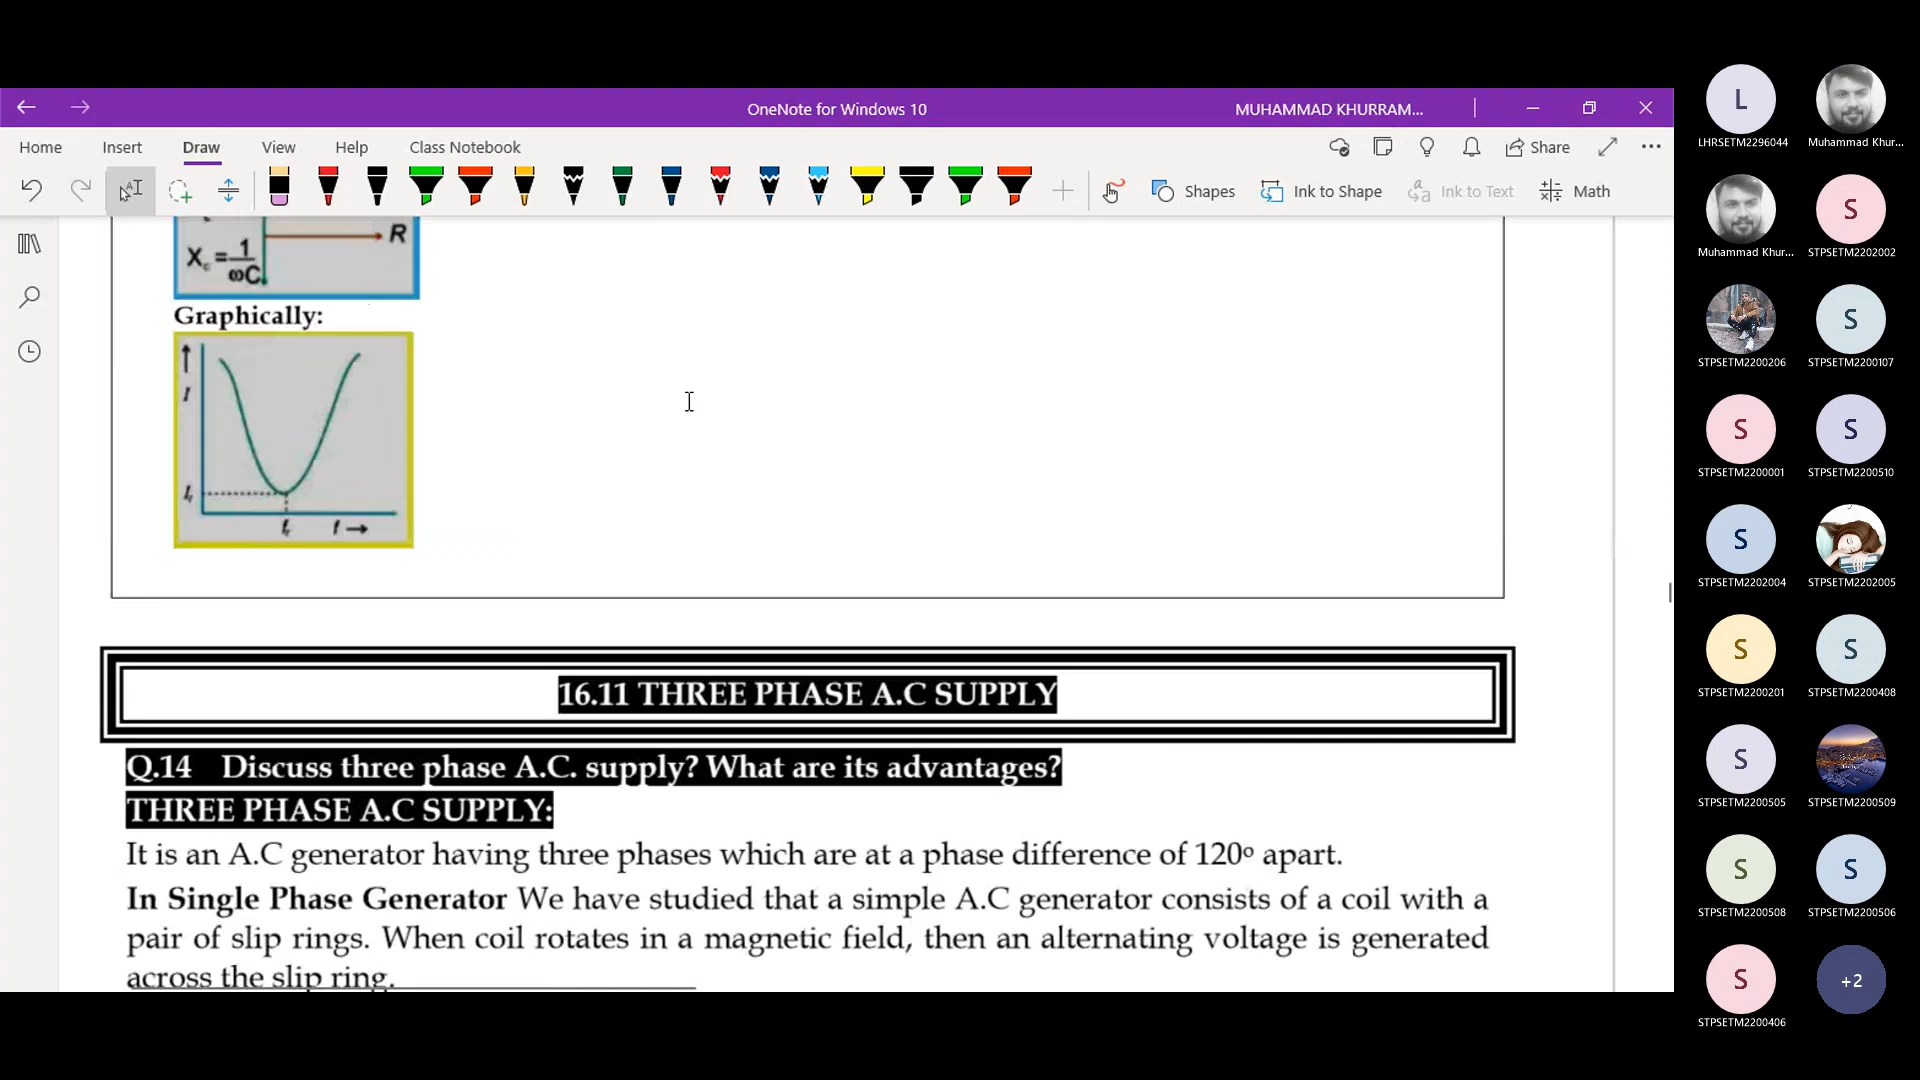 OneNote for Windows 10
MUHAMMAD KHURRAM...
Home Insert Draw View Help Class Notebook
Share
Shapes Ink to Shape Ink to Text Math
R
Xc = 1/ωC
Graphically:
I
Ir
fr f →
16.11 THREE PHASE A.C SUPPLY
Q.14 Discuss three phase A.C. supply? What are its advantages?
THREE PHASE A.C SUPPLY:
It is an A.C generator having three phases which are at a phase difference of 120º apart.
In Single Phase Generator We have studied that a simple A.C generator consists of a coil with a
pair of slip rings. When coil rotates in a magnetic field, then an alternating voltage is generated
across the slip ring.
L
LHRSETM2296044 Muhammad Khur...
S
Muhammad Khur... STPSETM2202002
S
STPSETM2200206 STPSETM2200107
S S
STPSETM2200001 STPSETM2200510
S
STPSETM2202004 STPSETM2202005
S S
STPSETM2200201 STPSETM2200408
S
STPSETM2200505 STPSETM2200509
S S
STPSETM2200508 STPSETM2200506
S +2
STPSETM2200406